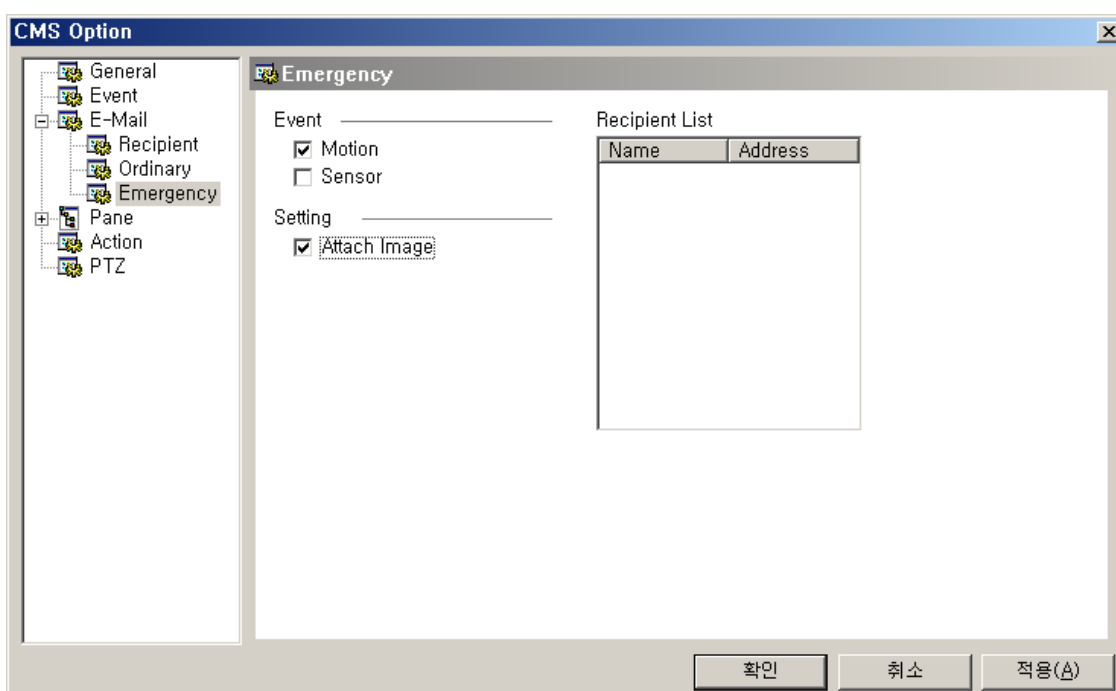 CMS Option
General
Event
E-Mail
Recipient
Ordinary
Emergency
Pane
Action
PTZ
Emergency
Event
Motion
Sensor
Setting
Attach Image
Recipient List
Name Address
확인 취소 적용(A)